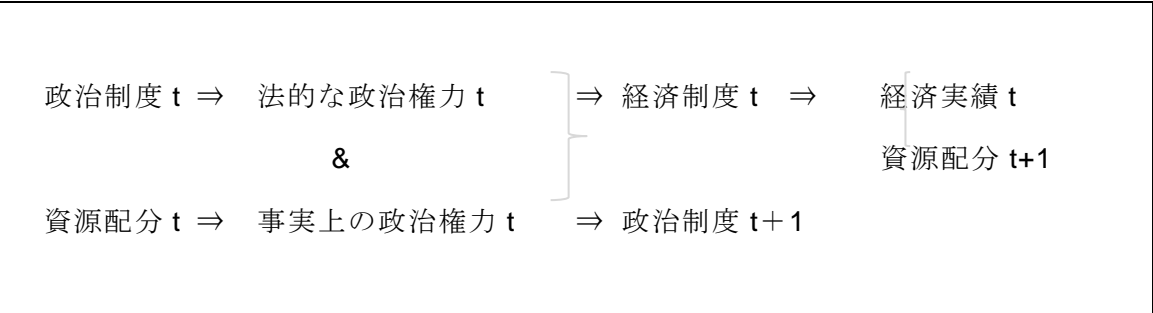 政治制度 t ⇒ 法的な政治権力 t ⇒ 経済制度 t ⇒ 経済実績 t
& 資源配分 t+1
資源配分 t ⇒ 事実上の政治権力 t ⇒ 政治制度 t＋1